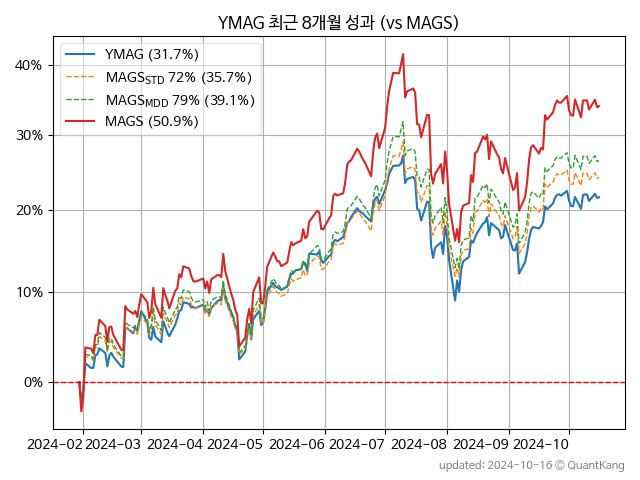 YMAG 최근 8개월 성과 (vs MAGS)
YMAG (31.7%)
MAGS_STD 72% (35.7%)
MAGS_MDD 79% (39.1%)
MAGS (50.9%)
40%
30%
20%
10%
0%
2024-02 2024-03 2024-04 2024-05 2024-06 2024-07 2024-08 2024-09 2024-10
updated: 2024-10-16 © QuantKang